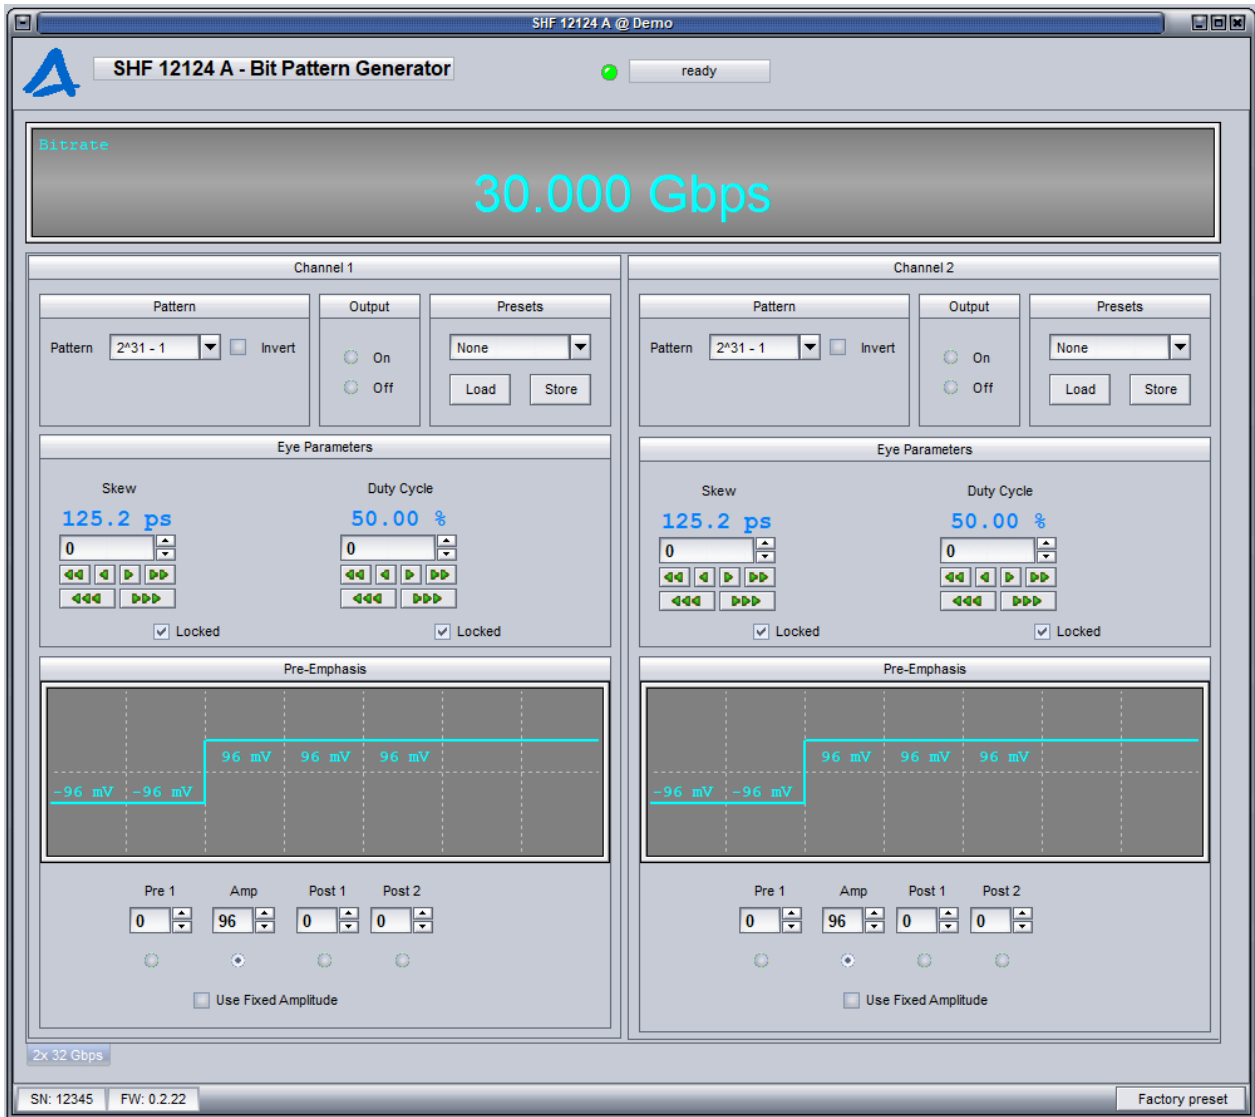 SHF 12124 A @ Demo
SHF 12124 A - Bit Pattern Generator
ready
Bitrate
30.000 Gbps
Channel 1
Pattern
Output
Presets
Pattern 2^31 - 1 Invert
On
Off
None
Load Store
Eye Parameters
Skew Duty Cycle
125.2 ps 50.00 %
0 0
Locked Locked
Pre-Emphasis
96 mV 96 mV 96 mV
-96 mV -96 mV
Pre 1 Amp Post 1 Post 2
0 96 0 0
Use Fixed Amplitude
Channel 2
Pattern
Output
Presets
Pattern 2^31 - 1 Invert
On
Off
None
Load Store
Eye Parameters
Skew Duty Cycle
125.2 ps 50.00 %
0 0
Locked Locked
Pre-Emphasis
96 mV 96 mV 96 mV
-96 mV -96 mV
Pre 1 Amp Post 1 Post 2
0 96 0 0
Use Fixed Amplitude
2x 32 Gbps
SN: 12345 FW: 0.2.22 Factory preset